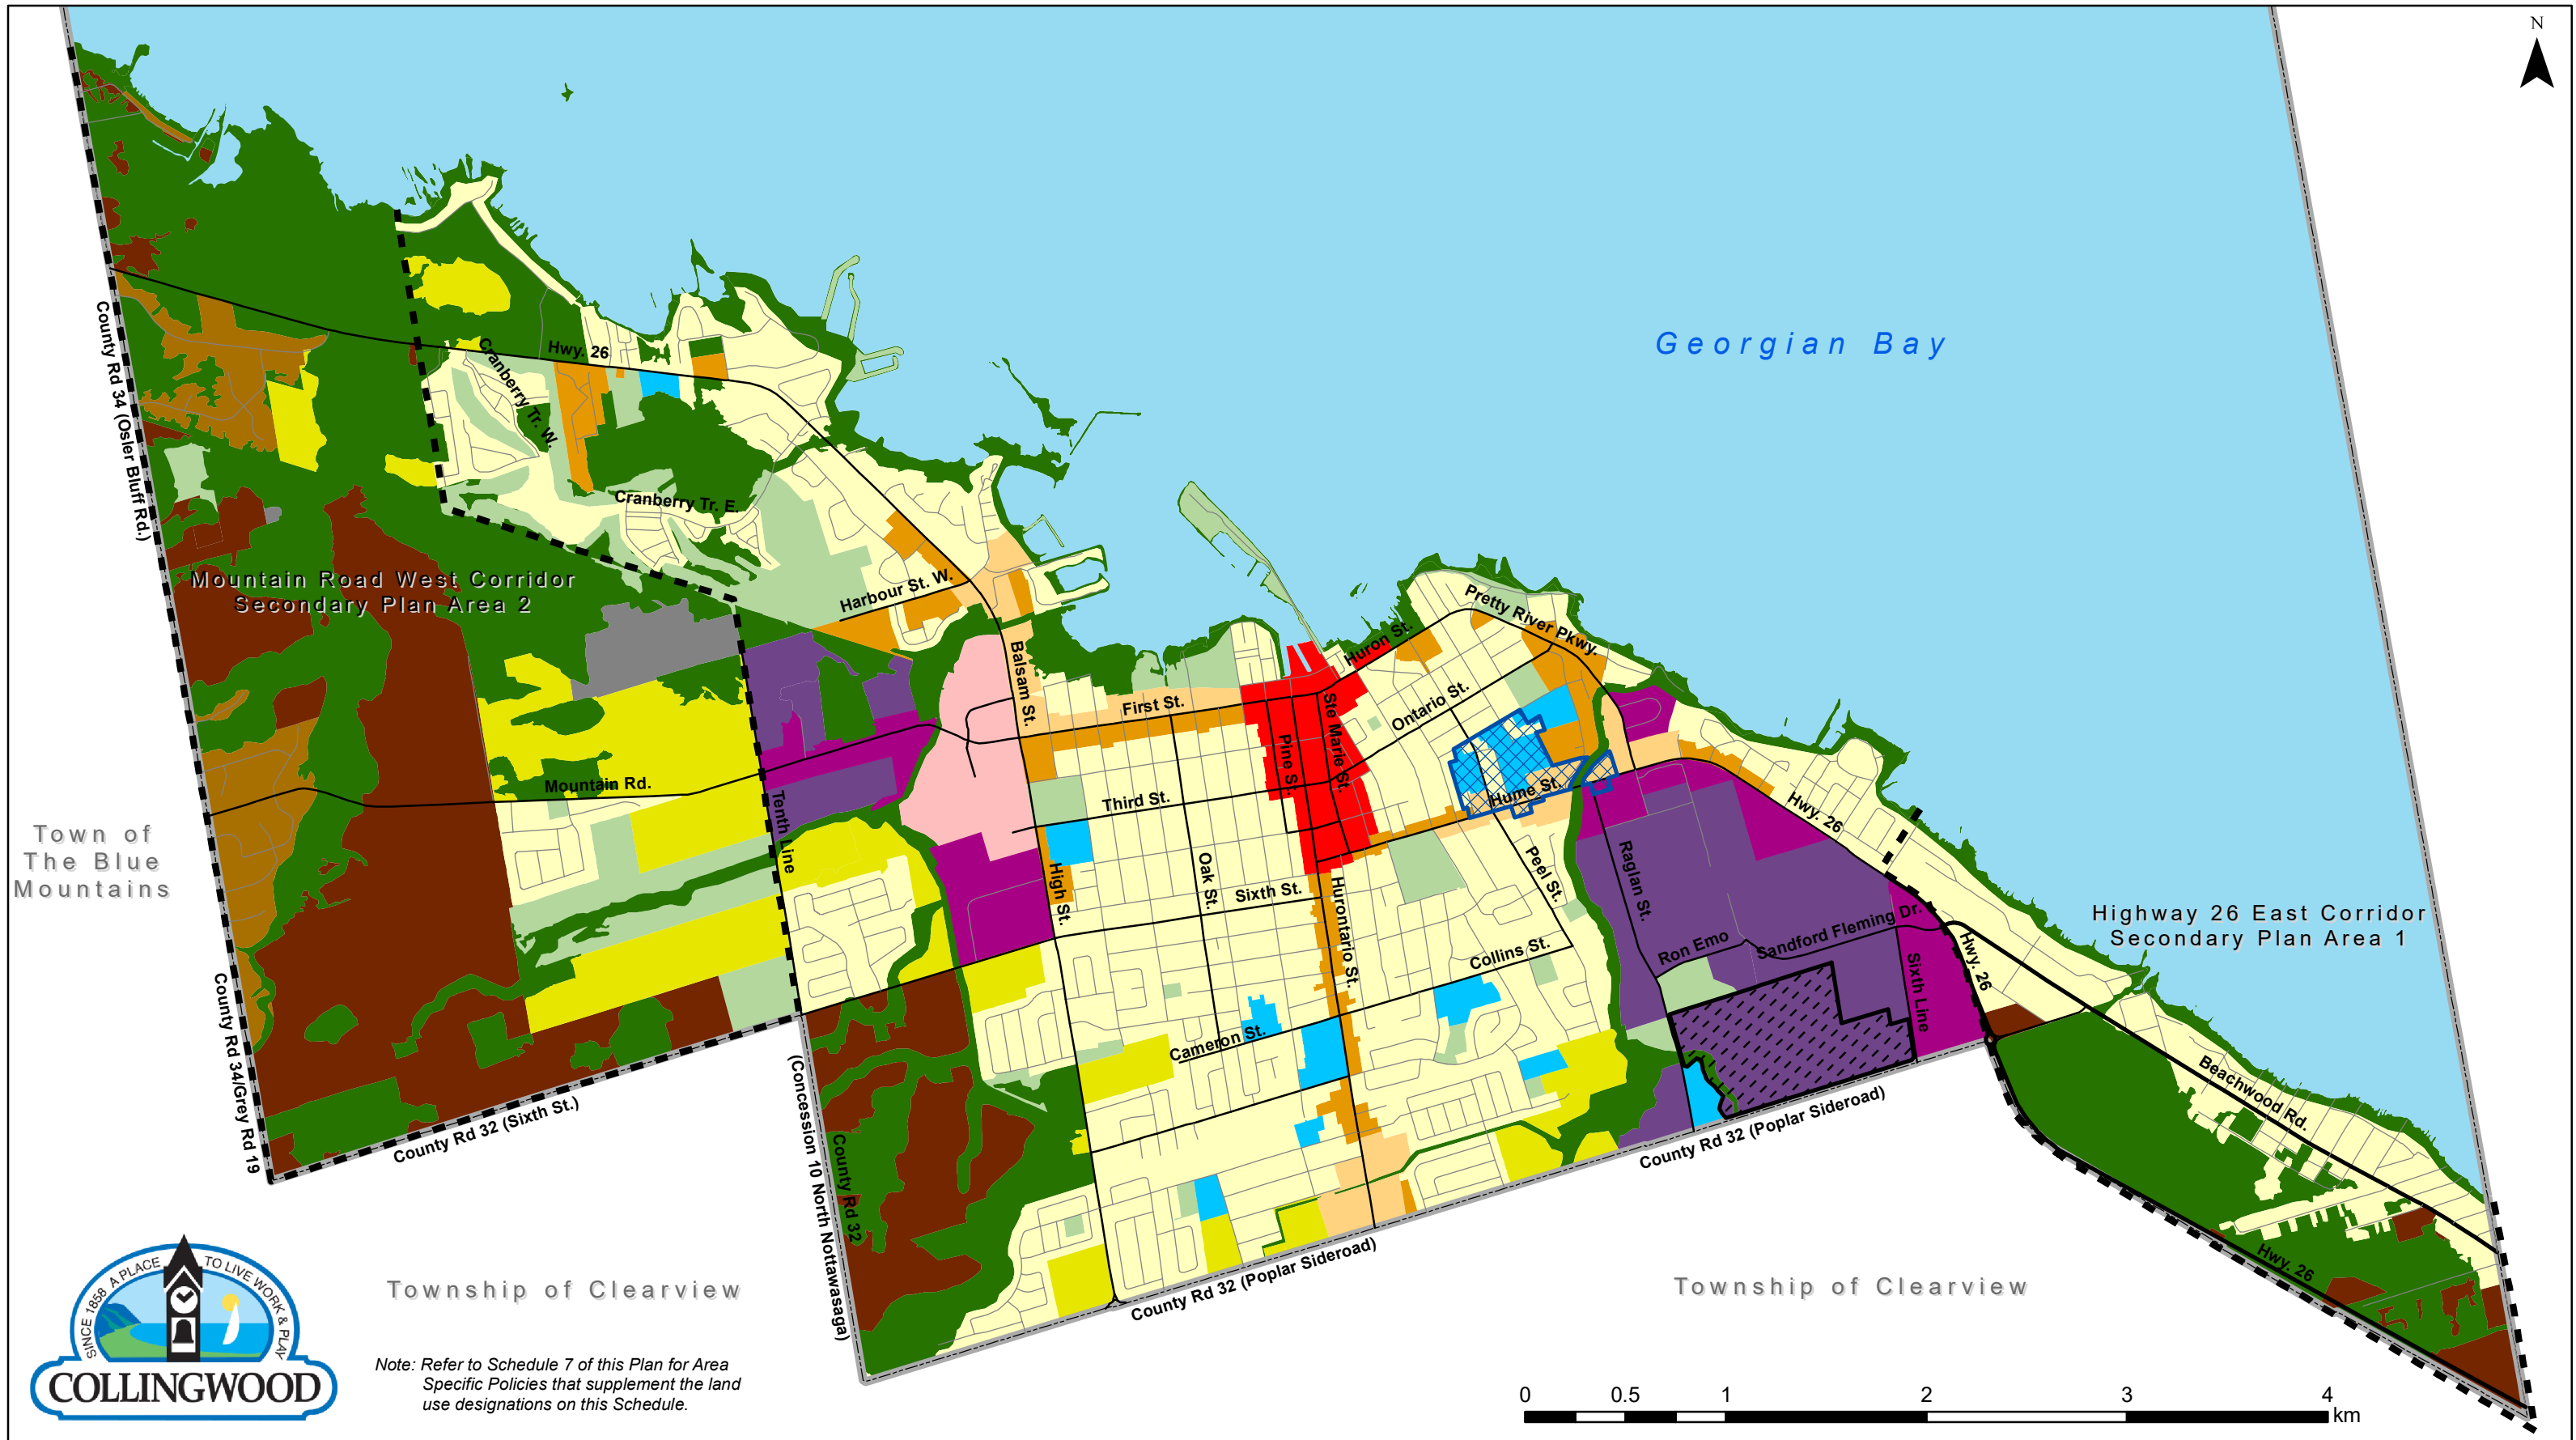 N
Georgian Bay
Hwy. 26
Cranberry Tr. W.
County Rd 34 (Osler Bluff Rd.)
Cranberry Tr. E.
Mountain Road West Corridor
Secondary Plan Area 2
Harbour St. W.
Balsam St.
First St.
Huron St.
Pretty River Pkwy.
Ontario St.
Ste Marie St.
Pine St.
Mountain Rd.
Tenth Line
Third St.
Hume St.
Hwy. 26
Town of
The Blue
Mountains
High St.
Oak St.
Sixth St.
Hurontario St.
Peel St.
Raglan St.
Ron Emo
Sandford Fleming Dr.
Highway 26 East Corridor
Secondary Plan Area 1
Collins St.
Sixth Line
Hwy. 26
Cameron St.
County Rd 34/Grey Rd 19
County Rd 32 (Sixth St.)
(Concession 10 North Nottawasaga)
County Rd 32
County Rd 32 (Poplar Sideroad)
Beachwood Rd.
County Rd 32 (Poplar Sideroad)
Hwy. 26
Township of Clearview
Township of Clearview
SINCE 1858 A PLACE TO LIVE WORK & PLAY
COLLINGWOOD
Note: Refer to Schedule 7 of this Plan for Area
Specific Policies that supplement the land
use designations on this Schedule.
0 0.5 1 2 3 4
km